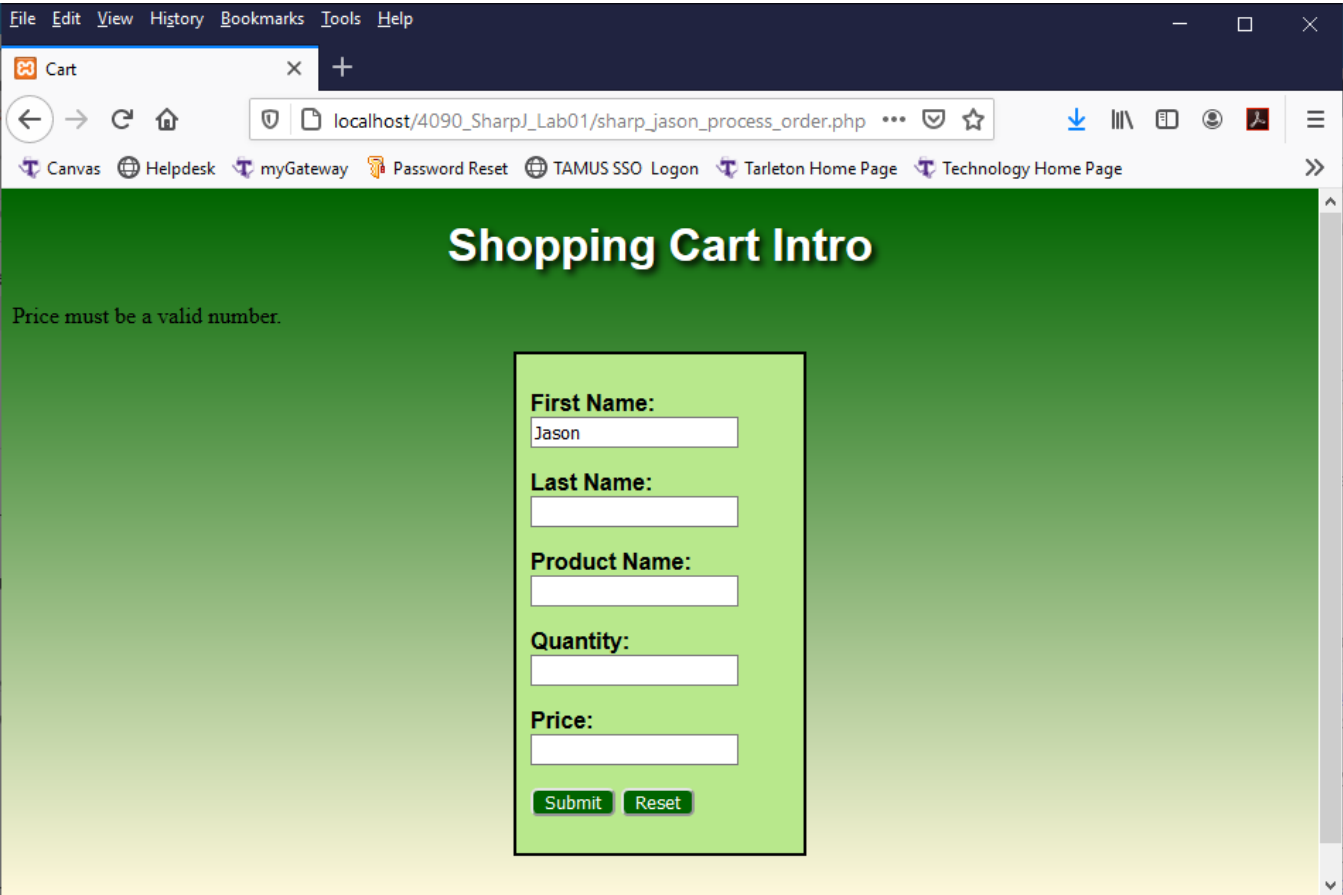 File Edit View History Bookmarks Tools Help
Cart
localhost/4090_SharpJ_Lab01/sharp_jason_process_order.php
Canvas Helpdesk myGateway Password Reset TAMUS SSO Logon Tarleton Home Page Technology Home Page
Shopping Cart Intro
Price must be a valid number.
First Name:
Jason
Last Name:
Product Name:
Quantity:
Price:
Submit Reset